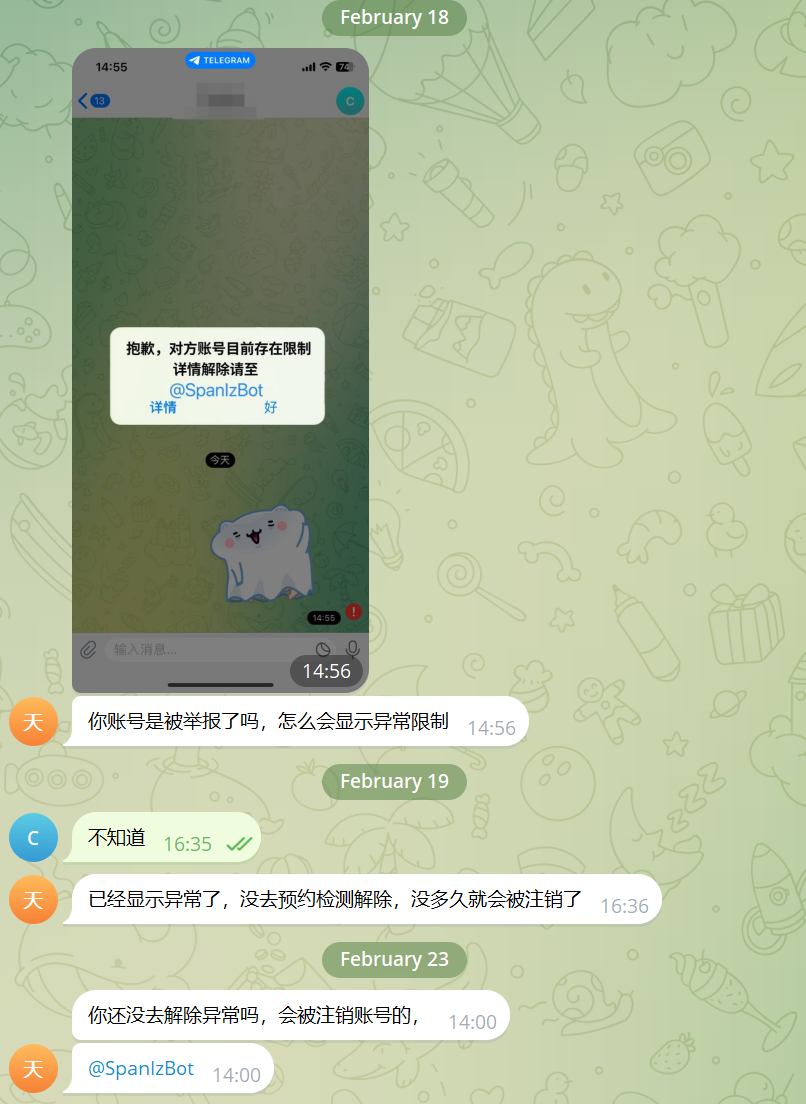 February 18
14:55
TELEGRAM
74
13
C
抱歉，对方账号目前存在限制
详情解除请至
@SpanIzBot
详情 好
今天
14:55
!
输入消息...
14:56
天
你账号是被举报了吗，怎么会显示异常限制 14:56
February 19
C
不知道 16:35
天
已经显示异常了，没去预约检测解除，没多久就会被注销了 16:36
February 23
你还没去解除异常吗，会被注销账号的， 14:00
天
@SpanIzBot 14:00